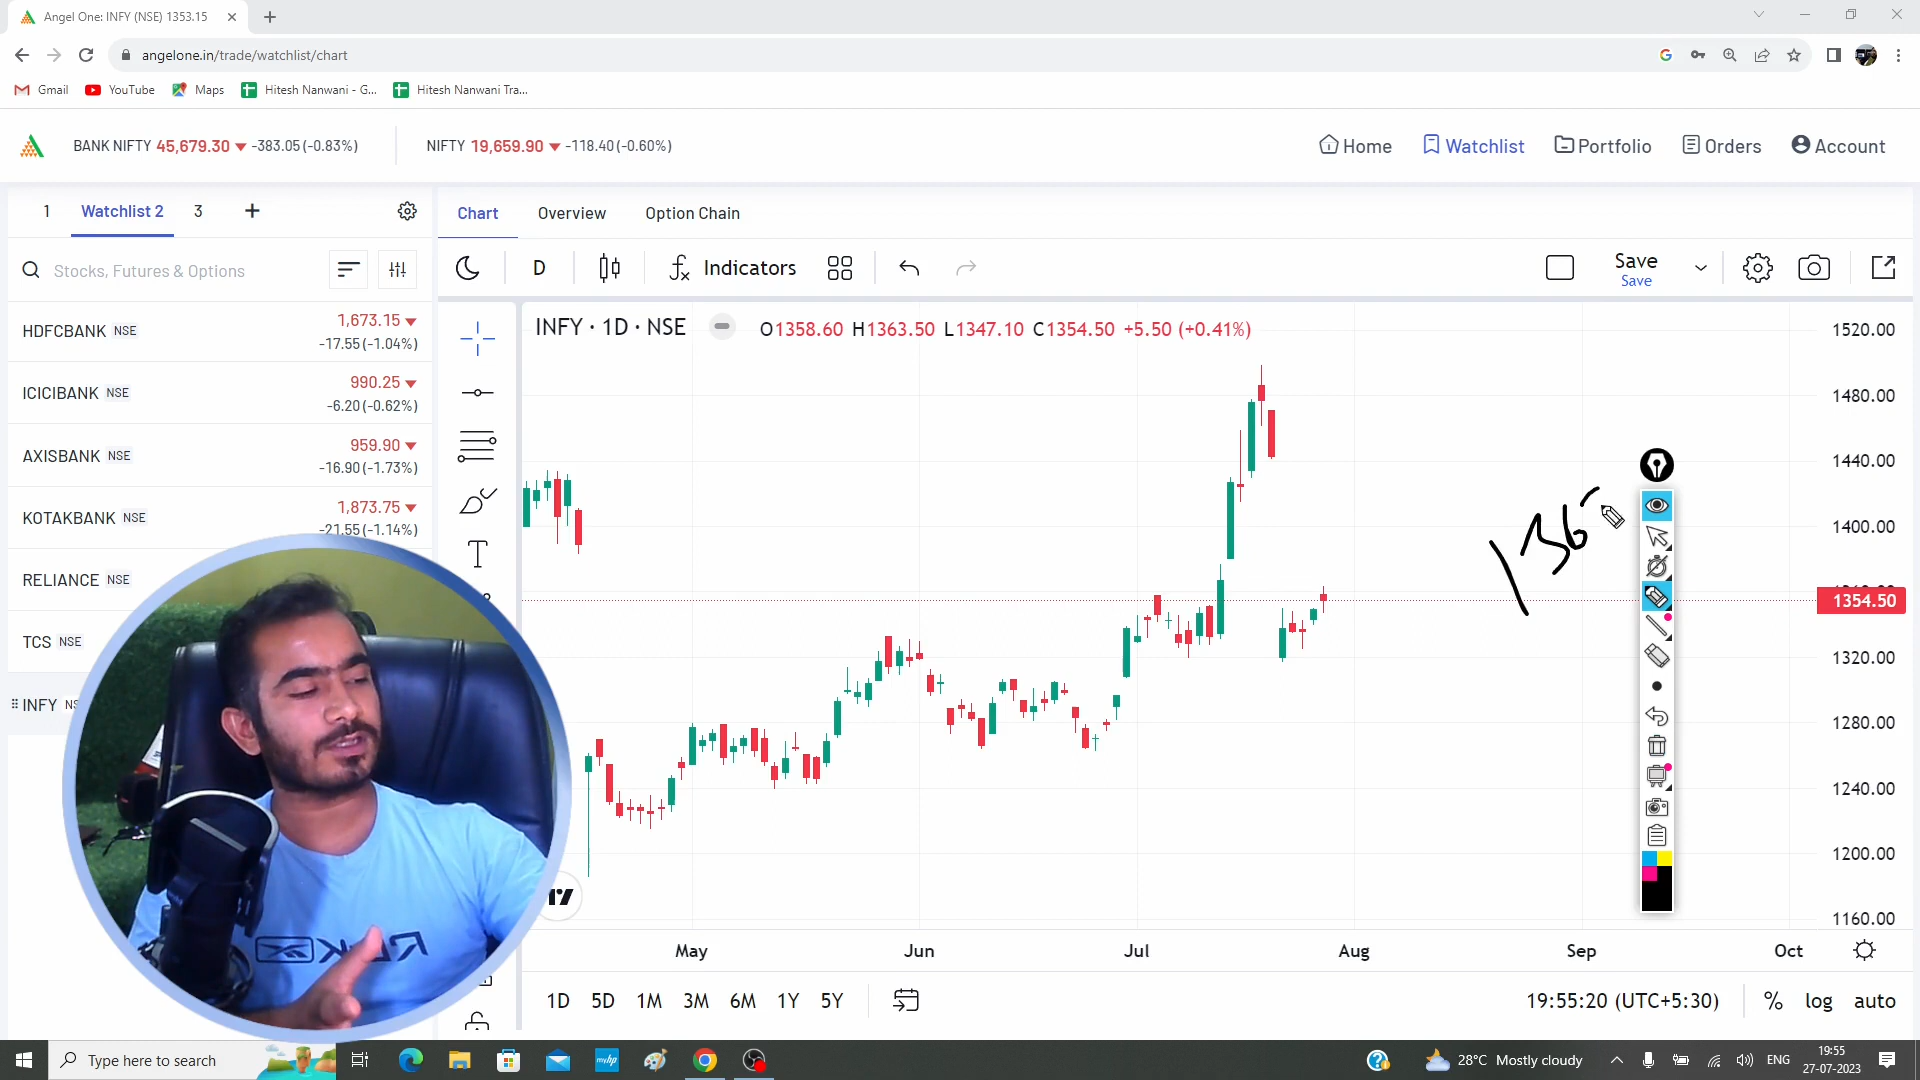 Angel One: INFY (NSE) 1353.15
angelone.in/trade/watchlist/chart
Gmail YouTube Maps Hitesh Nanwani - G... Hitesh Nanwani Tra...
BANK NIFTY 45,679.30 -383.05 (-0.83%) NIFTY 19,659.90 -118.40 (-0.60%) Home Watchlist Portfolio Orders Account
1 Watchlist 2 3 + Chart Overview Option Chain
Stocks, Futures & Options D Indicators Save
Save
HDFCBANK NSE 1,673.15
-17.55 (-1.04%)
ICICIBANK NSE 990.25
-6.20 (-0.62%)
AXISBANK NSE 959.90
-16.90 (-1.73%)
KOTAKBANK NSE 1,873.75
-21.55 (-1.14%)
RELIANCE NSE
TCS NSE
INFY
INFY · 1D · NSE O1358.60 H1363.50 L1347.10 C1354.50 +5.50 (+0.41%)
1520.00
1480.00
1440.00
1400.00
136
1354.50
1320.00
1280.00
1240.00
1200.00
1160.00
May Jun Jul Aug Sep Oct
1D 5D 1M 3M 6M 1Y 5Y 19:55:20 (UTC+5:30) % log auto
Type here to search myhp 28°C Mostly cloudy ENG 19:55
27-07-2023